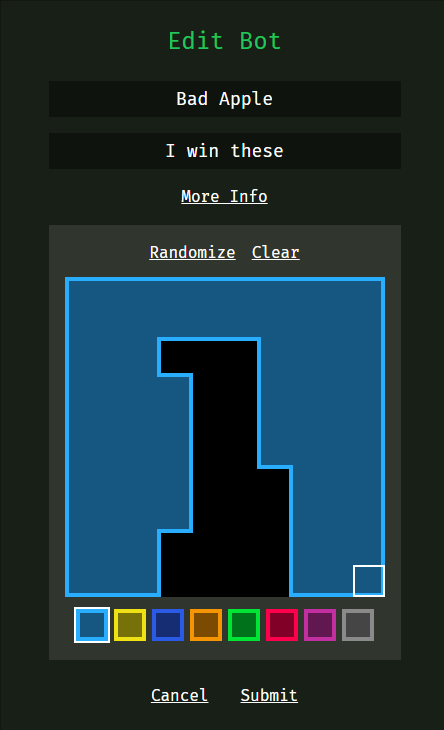 Edit Bot
Bad Apple
I win these
More Info
Randomize Clear
Cancel Submit